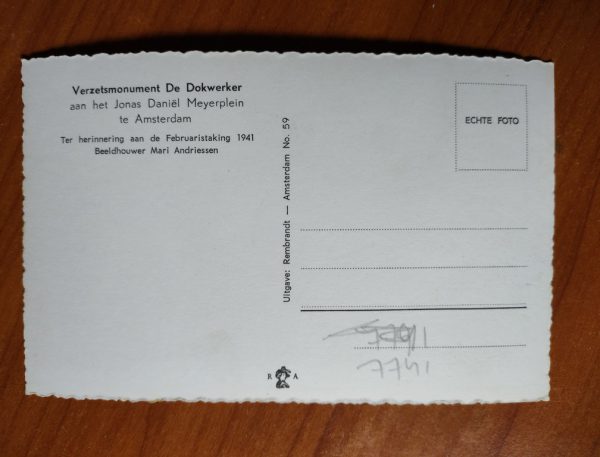 Verzetsmonument De Dokwerker
aan het Jonas Daniël Meyerplein
te Amsterdam
Ter herinnering aan de Februaristaking 1941
Beeldhouwer Mari Andriessen
Uitgave: Rembrandt — Amsterdam No. 59
ECHTE FOTO
7741
R A